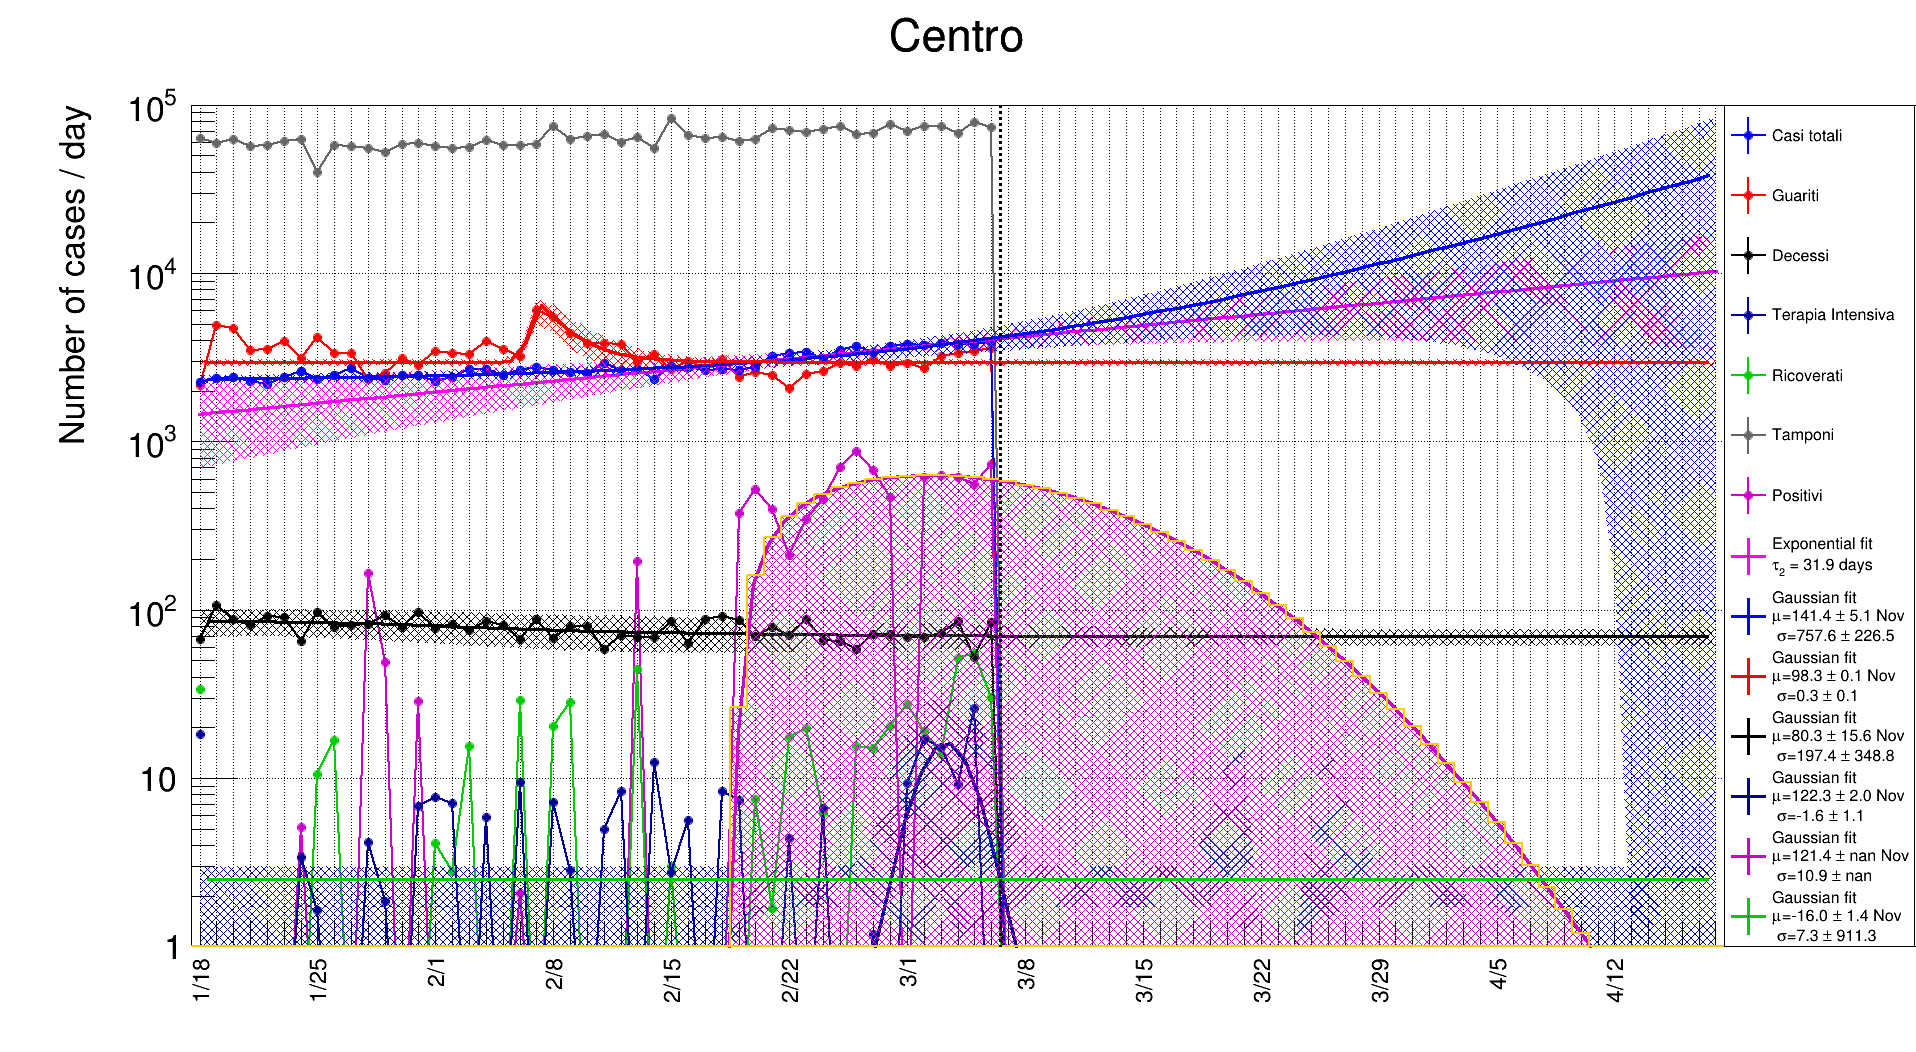 Centro
Number of cases / day
10^5
10^4
10^3
10^2
10
1
1/18
1/25
2/1
2/8
2/15
2/22
3/1
3/8
3/15
3/22
3/29
4/5
4/12
Casi totali
Guariti
Decessi
Terapia Intensiva
Ricoverati
Tamponi
Positivi
Exponential fit
τ₂ = 31.9 days
Gaussian fit
μ=141.4 ± 5.1 Nov
σ=757.6 ± 226.5
Gaussian fit
μ=98.3 ± 0.1 Nov
σ=0.3 ± 0.1
Gaussian fit
μ=80.3 ± 15.6 Nov
σ=197.4 ± 348.8
Gaussian fit
μ=122.3 ± 2.0 Nov
σ=-1.6 ± 1.1
Gaussian fit
μ=121.4 ± nan Nov
σ=10.9 ± nan
Gaussian fit
μ=-16.0 ± 1.4 Nov
σ=7.3 ± 911.3